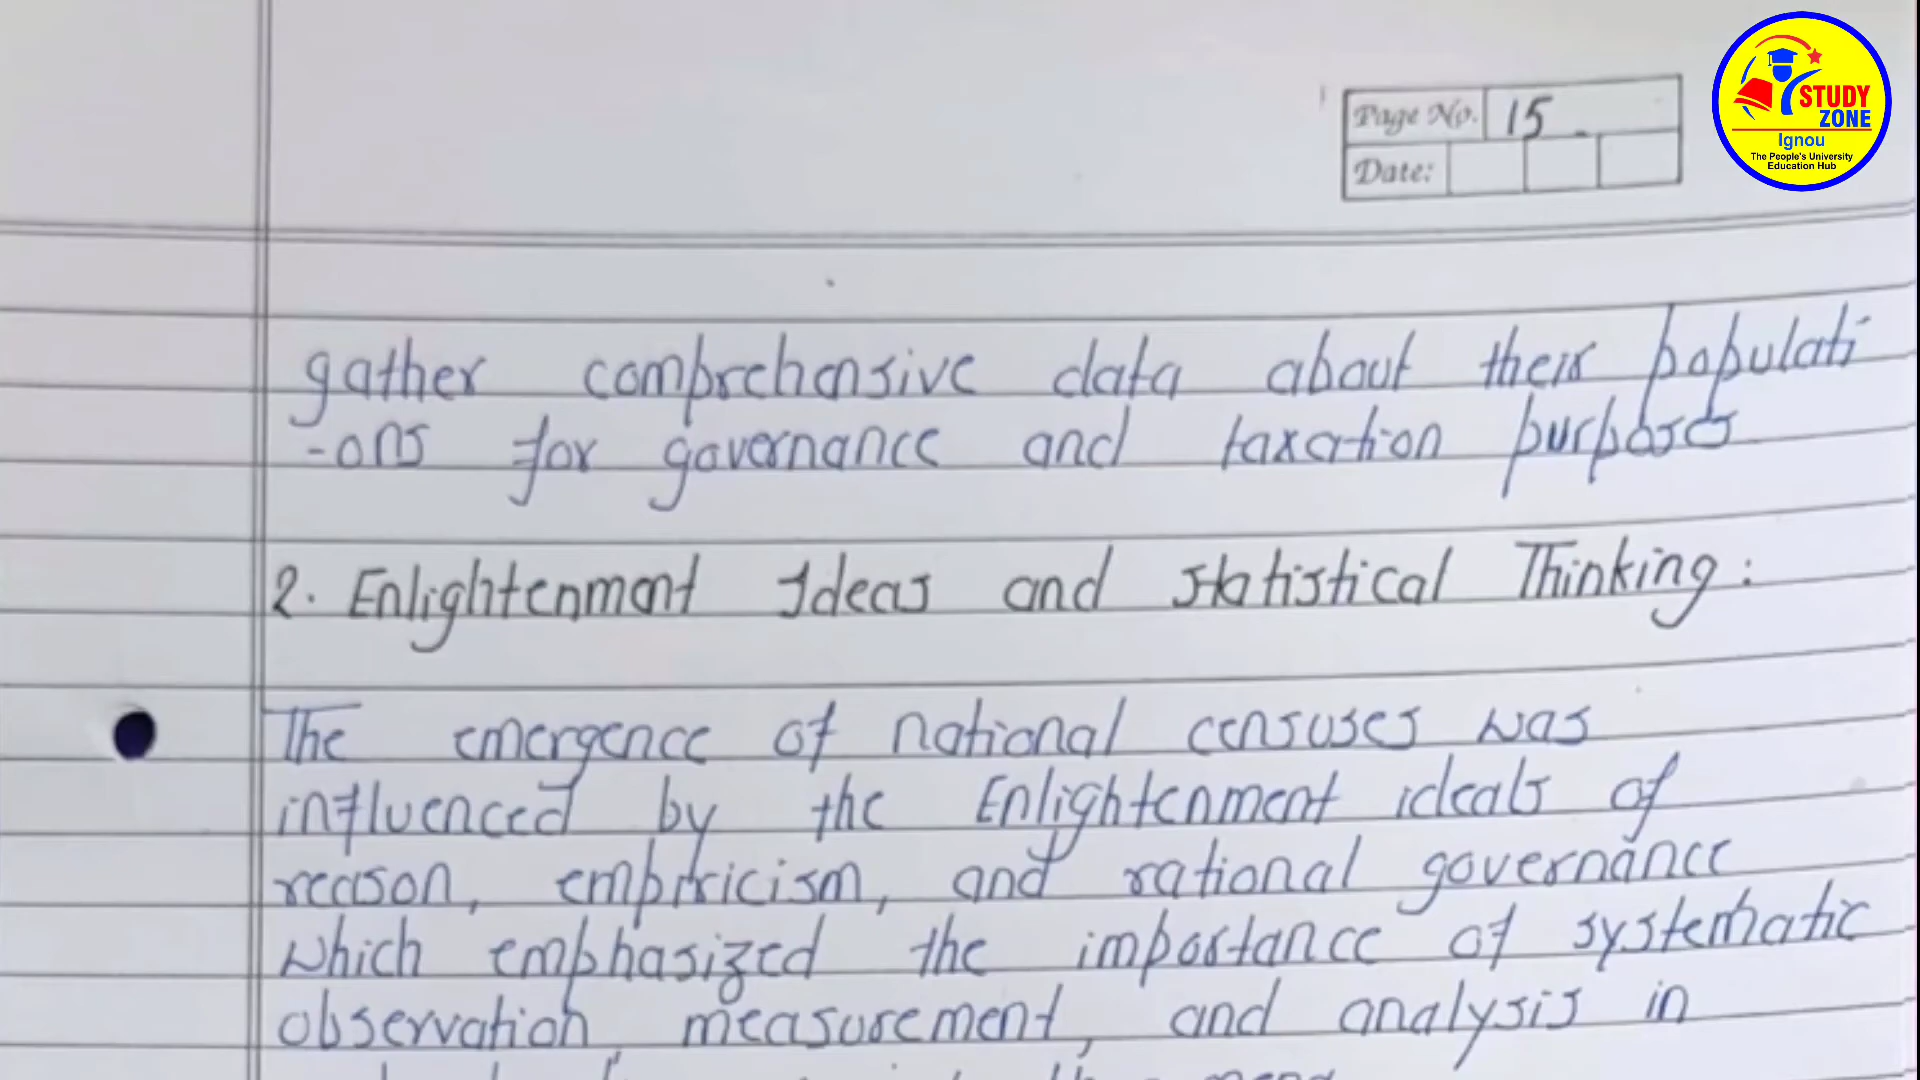 Page No. 15
Date:
STUDY
ZONE
Ignou
The People's University
Education Hub
gather comprehensive data about their populati
-ons for governance and taxation purposes
2. Enlightenment Ideas and Statistical Thinking:
The emergence of national censuses was
influenced by the Enlightenment ideals of
reason, empiricism, and rational governance
which emphasized the importance of systematic
observation, measurement, and analysis in